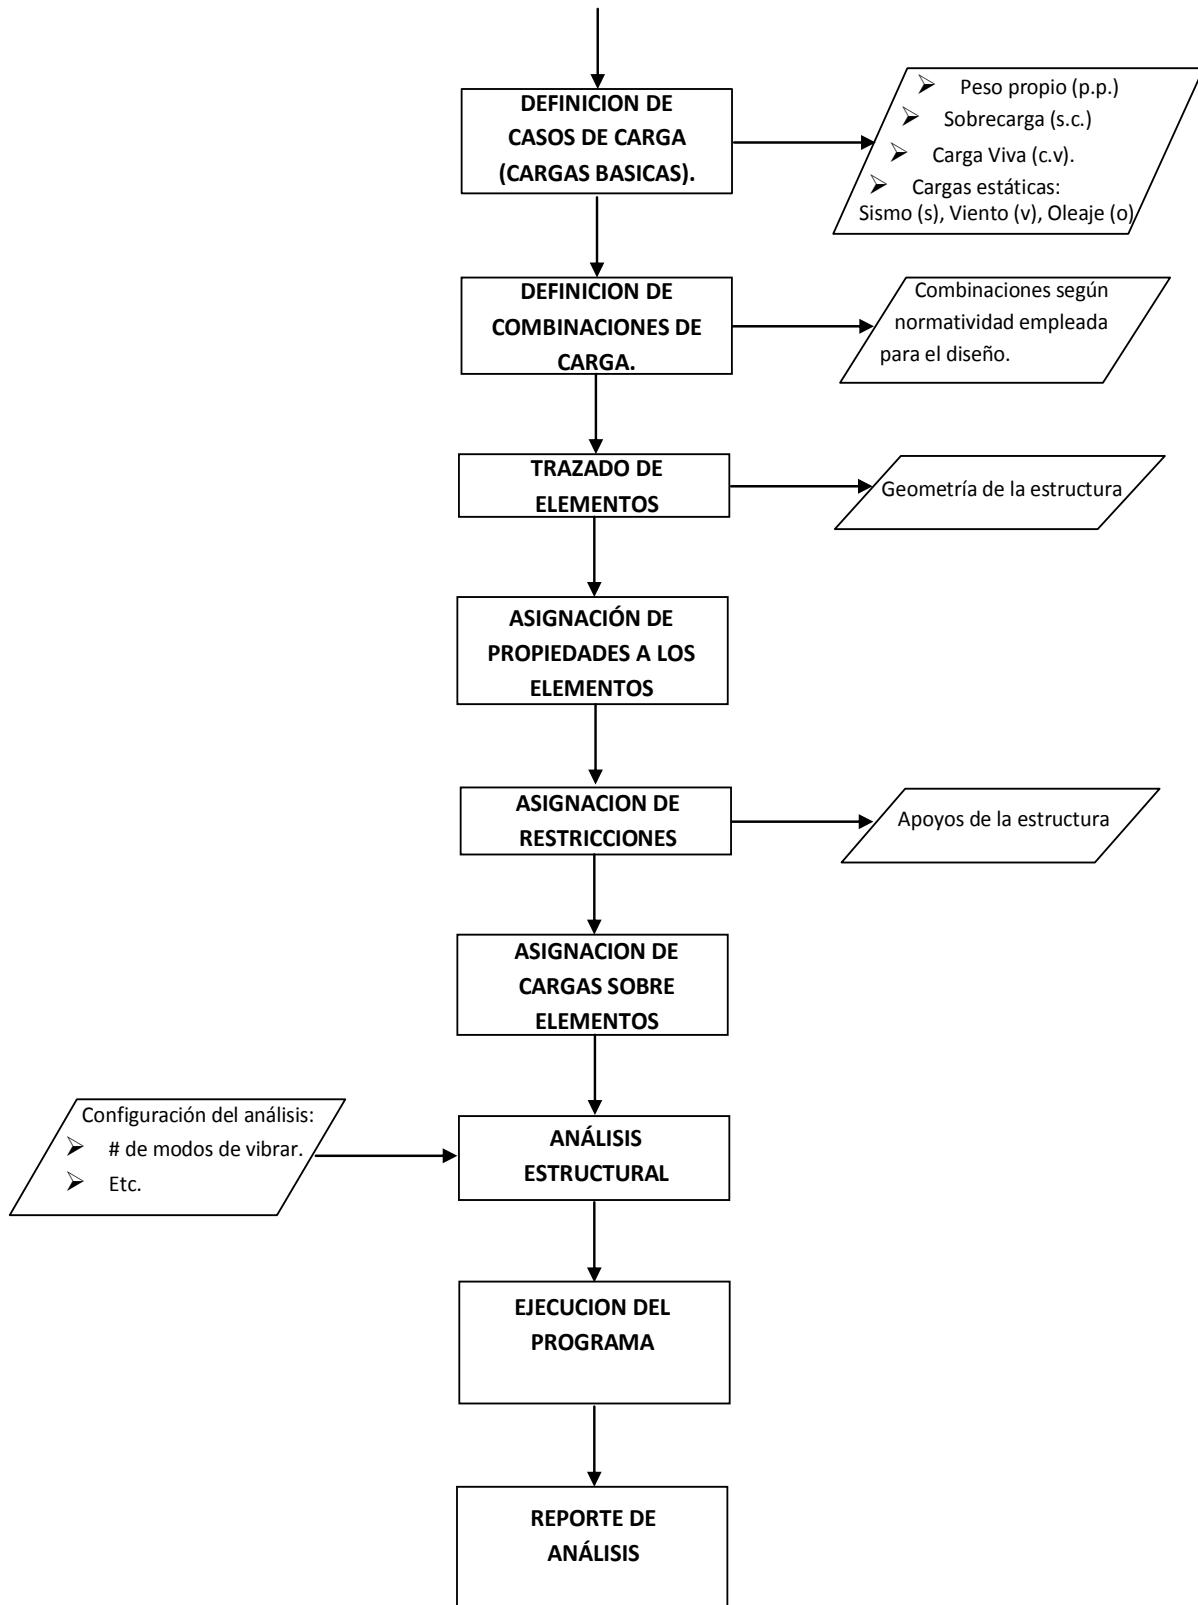 DEFINICION DE
CASOS DE CARGA
(CARGAS BASICAS).
➢ Peso propio (p.p.)
➢ Sobrecarga (s.c.)
➢ Carga Viva (c.v).
➢ Cargas estáticas:
Sismo (s), Viento (v), Oleaje (o)
DEFINICION DE
COMBINACIONES DE
CARGA.
Combinaciones según
normatividad empleada
para el diseño.
TRAZADO DE
ELEMENTOS
Geometría de la estructura
ASIGNACIÓN DE
PROPIEDADES A LOS
ELEMENTOS
ASIGNACION DE
RESTRICCIONES
Apoyos de la estructura
ASIGNACION DE
CARGAS SOBRE
ELEMENTOS
Configuración del análisis:
➢ # de modos de vibrar.
➢ Etc.
ANÁLISIS
ESTRUCTURAL
EJECUCION DEL
PROGRAMA
REPORTE DE
ANÁLISIS